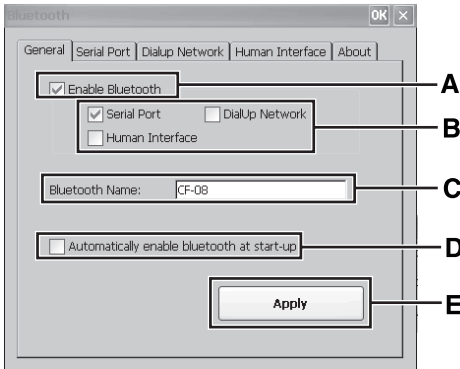 Bluetooth OK ×
General Serial Port Dialup Network Human Interface About
Enable Bluetooth A
Serial Port DialUp Network
Human Interface B
Bluetooth Name: CF-08 C
Automatically enable bluetooth at start-up D
Apply E